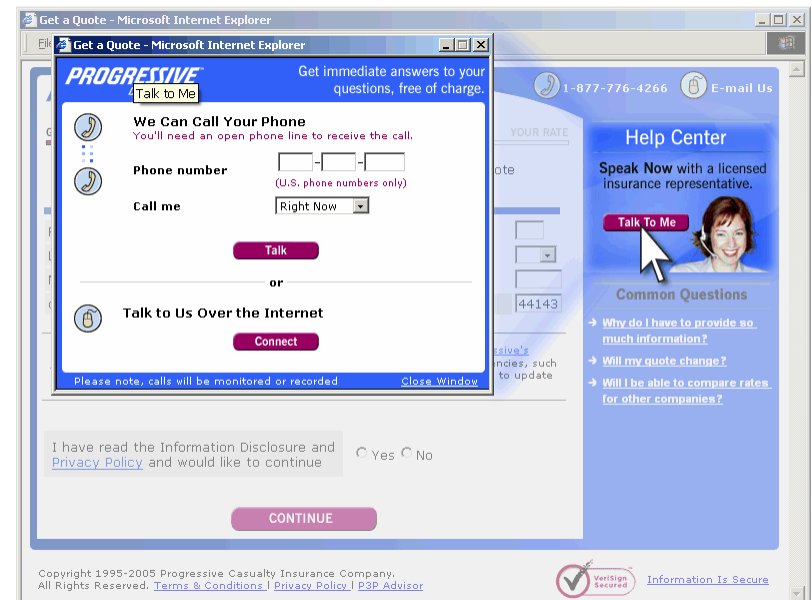 Get a Quote - Microsoft Internet Explorer
Get a Quote - Microsoft Internet Explorer
PROGRESSIVE
Talk to Me
Get immediate answers to your
questions, free of charge.
We Can Call Your Phone
You'll need an open phone line to receive the call.
Phone number
(U.S. phone numbers only)
Call me
Right Now
Talk
or
Talk to Us Over the Internet
Connect
Please note, calls will be monitored or recorded
Close Window
1-877-776-4266
E-mail Us
YOUR RATE
Help Center
Speak Now with a licensed
insurance representative.
Talk To Me
44143
Common Questions
Why do I have to provide so
much information?
Will my quote change?
Will I be able to compare rates
for other companies?
such
to update
I have read the Information Disclosure and
Privacy Policy and would like to continue
Yes
No
CONTINUE
Copyright 1995-2005 Progressive Casualty Insurance Company.
All Rights Reserved. Terms & Conditions | Privacy Policy | P3P Advisor
VeriSign
Secured
Information Is Secure